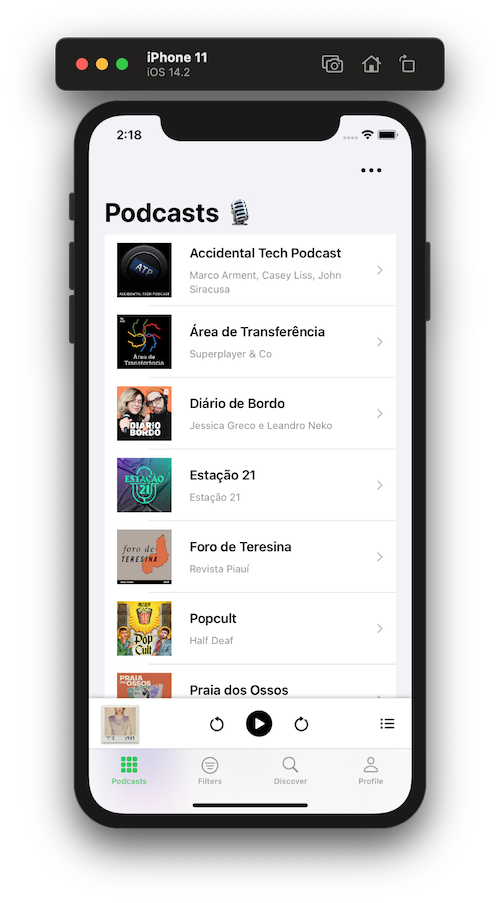 iPhone 11
iOS 14.2
2:18
Podcasts
Accidental Tech Podcast
Marco Arment, Casey Liss, John
Siracusa
ATP
ACCIDENTAL TECH PODCAST
Área de Transferência
Superplayer & Co
Área de
Transferência
Diário de Bordo
Jessica Greco e Leandro Neko
DIÁRIO
BORDO
Estação 21
Estação 21
ESTAÇÃO
21
Foro de Teresina
Revista Piauí
foro de
TERESINA
Popcult
Half Deaf
Pop
Cult
Praia dos Ossos
PRAIA
DOS OSSOS
Podcasts
Filters
Discover
Profile